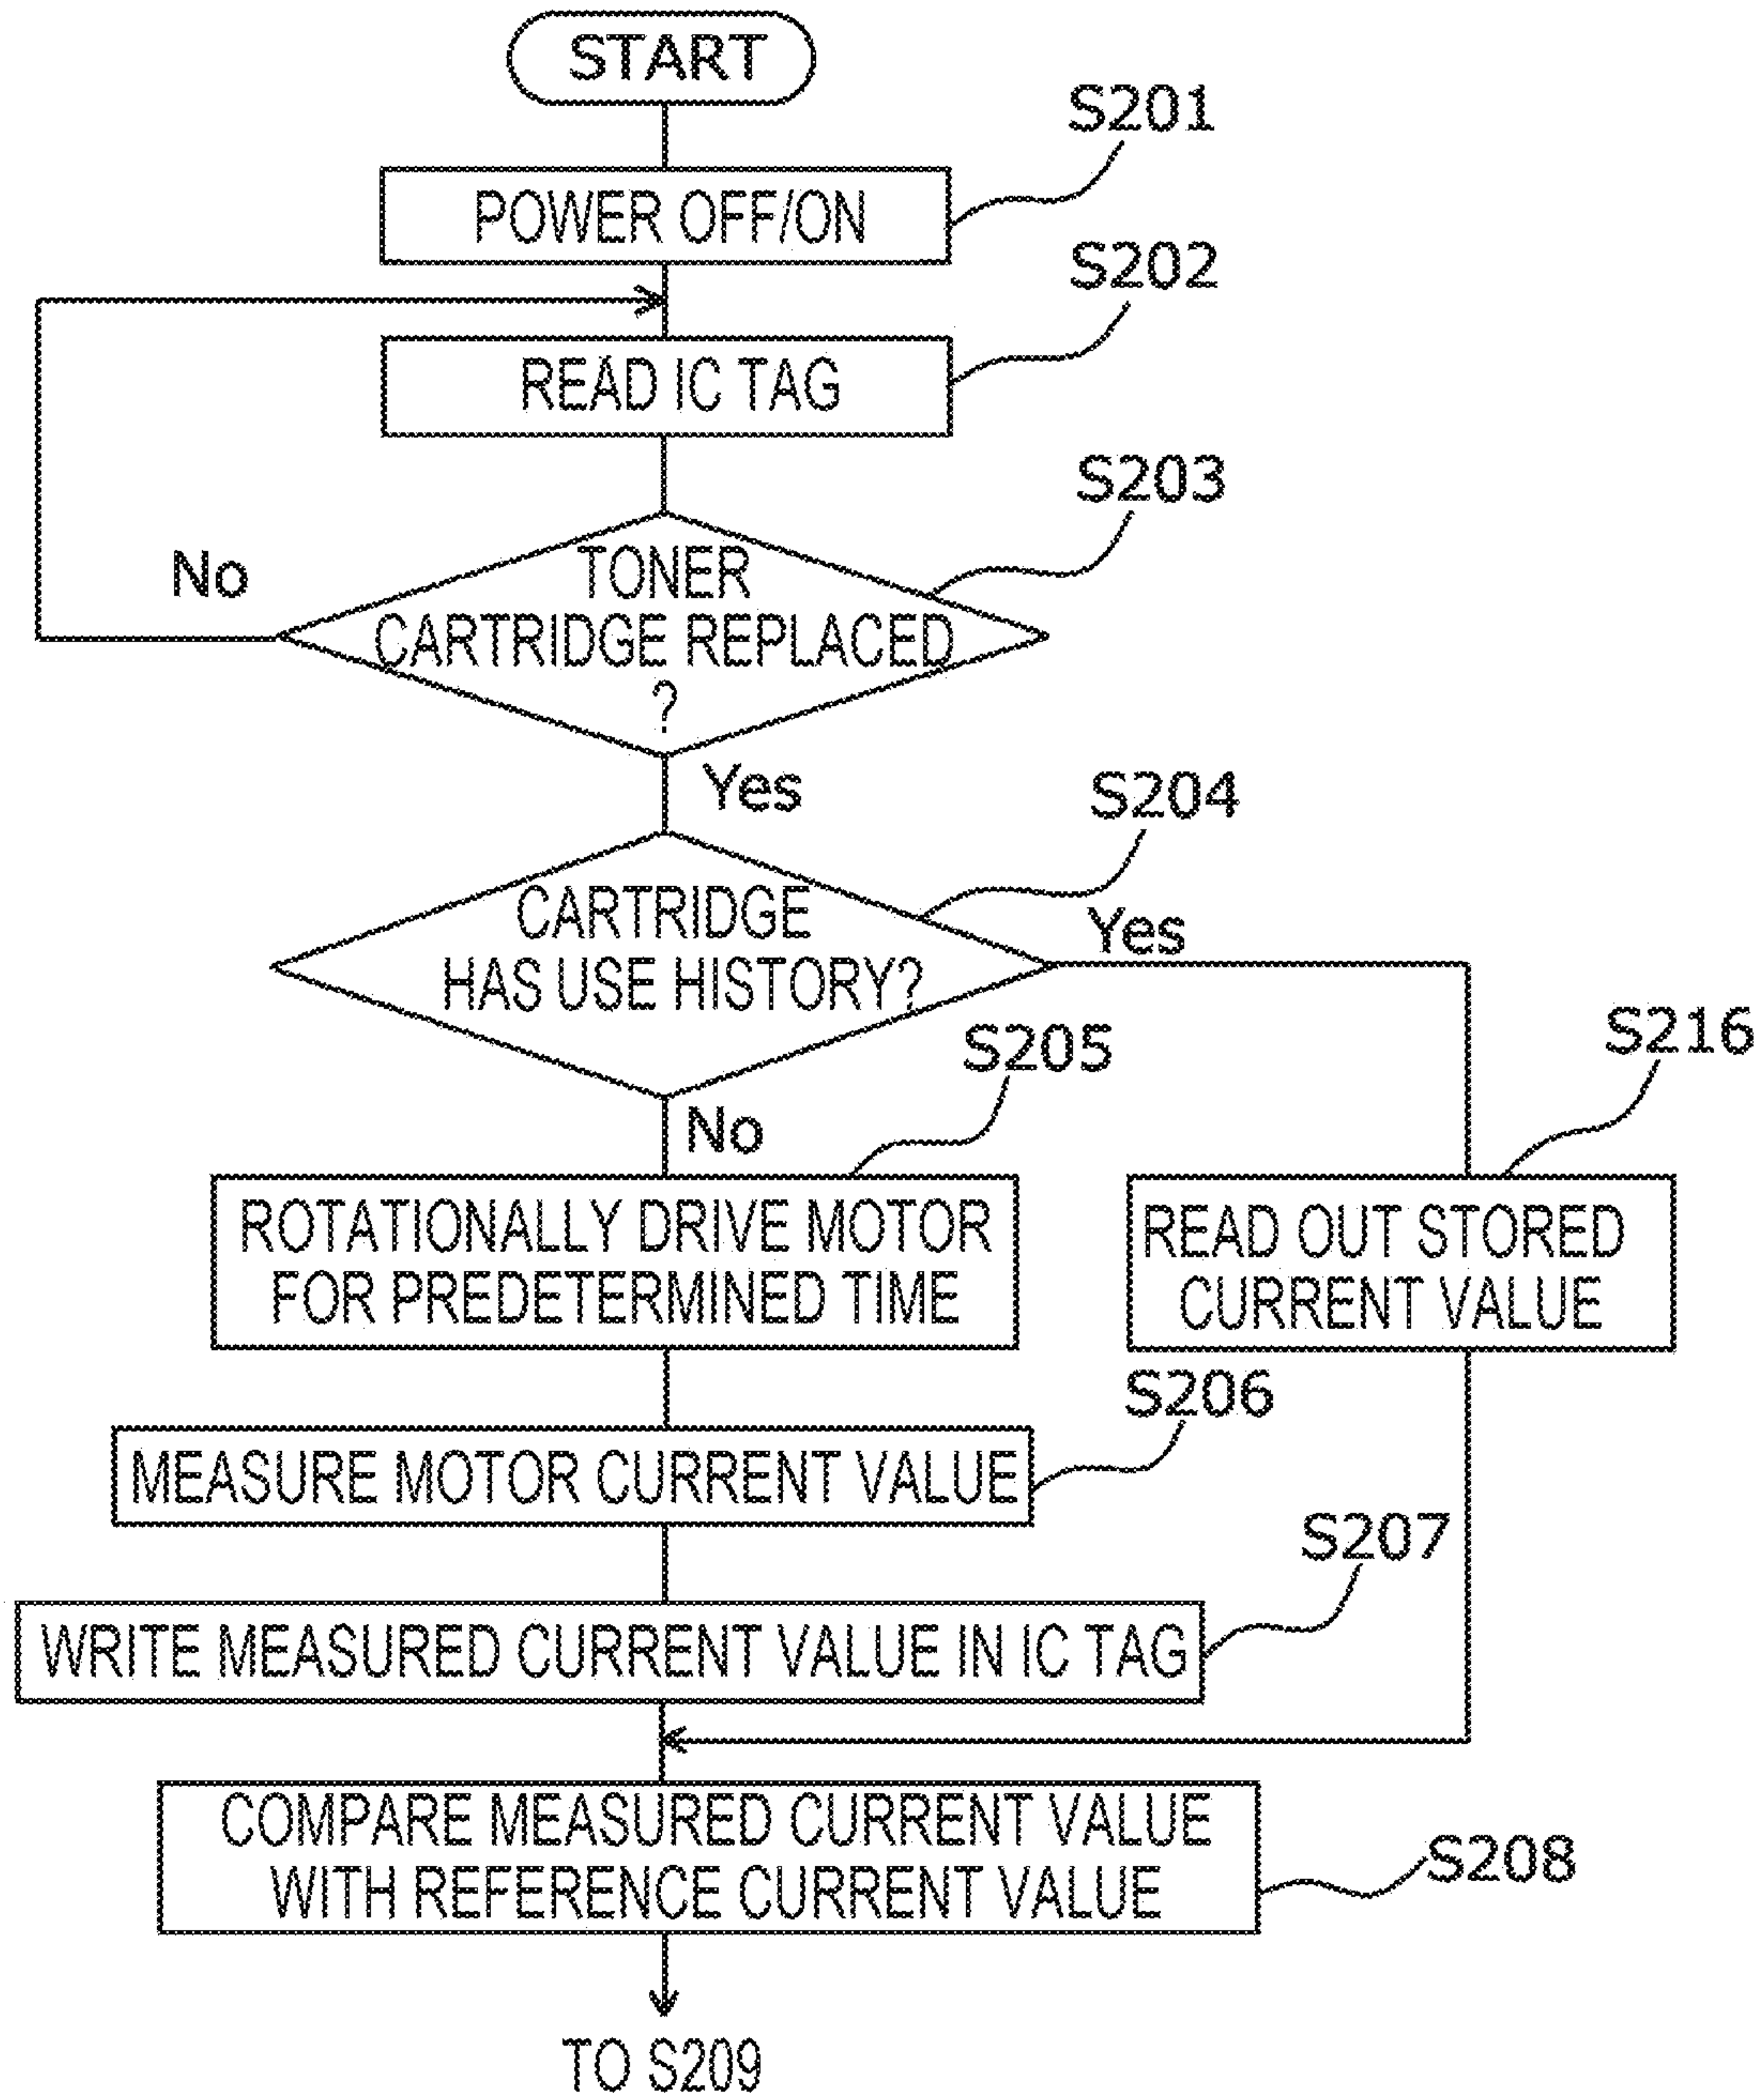 START
S201
POWER OFF/ON
S202
READ IC TAG
S203
No
TONER
CARTRIDGE REPLACED
?
Yes
S204
CARTRIDGE
HAS USE HISTORY?
Yes
S205
S216
No
ROTATIONALLY DRIVE MOTOR
FOR PREDETERMINED TIME
READ OUT STORED
CURRENT VALUE
S206
MEASURE MOTOR CURRENT VALUE
S207
WRITE MEASURED CURRENT VALUE IN IC TAG
COMPARE MEASURED CURRENT VALUE
WITH REFERENCE CURRENT VALUE
S208
TO S209